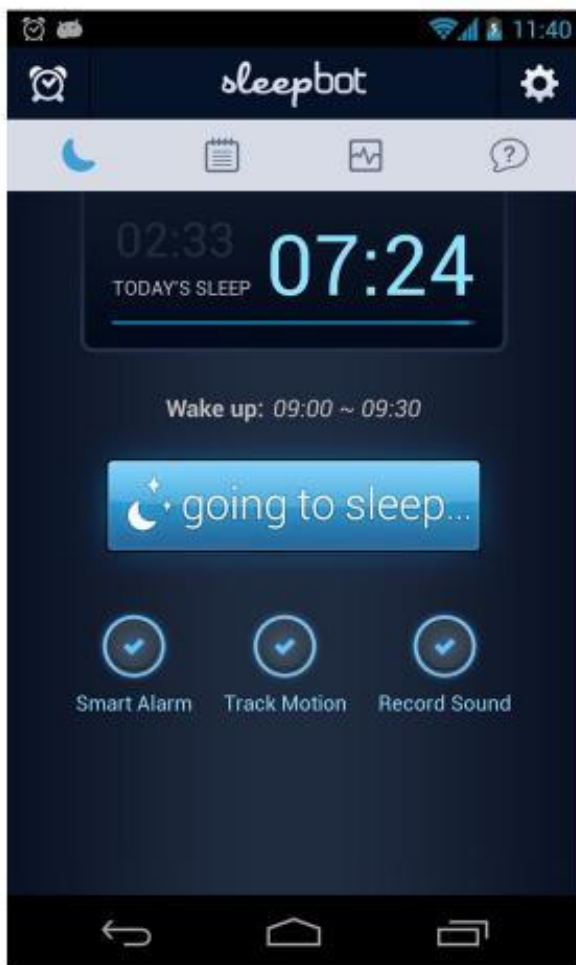 11:40
sleepbot
?
02:33
TODAY'S SLEEP 07:24
Wake up: 09:00 ~ 09:30
going to sleep...
Smart Alarm Track Motion Record Sound